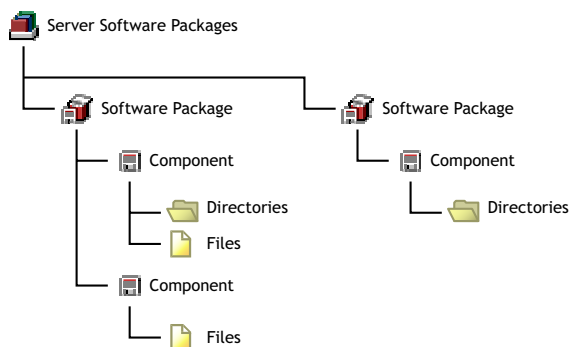 Server Software Packages
Software Package
Component
Directories
Files
Component
Files
Software Package
Component
Directories